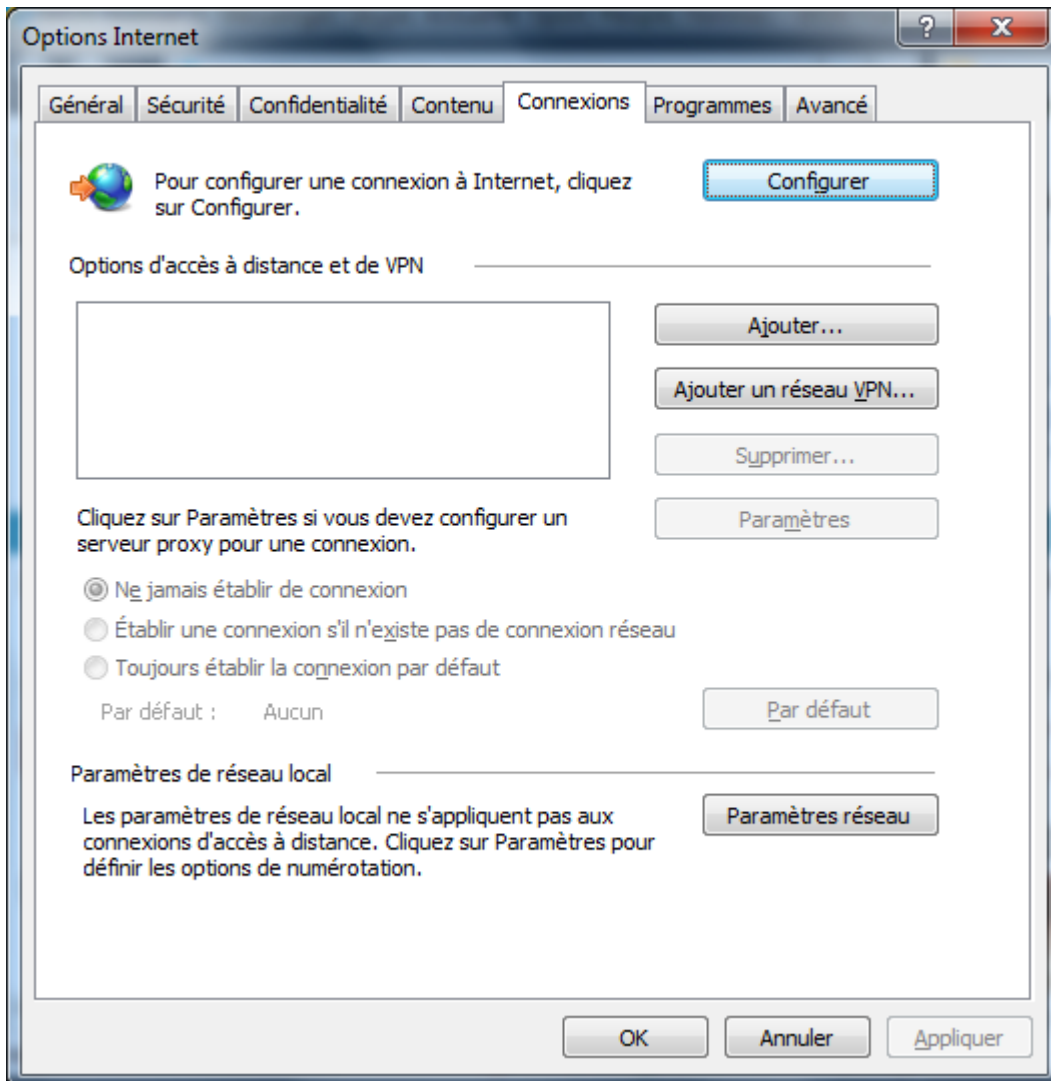 Options Internet
Général Sécurité Confidentialité Contenu Connexions Programmes Avancé
Pour configurer une connexion à Internet, cliquez
sur Configurer.
Configurer
Options d'accès à distance et de VPN
Ajouter...
Ajouter un réseau VPN...
Supprimer...
Cliquez sur Paramètres si vous devez configurer un
serveur proxy pour une connexion.
Paramètres
Ne jamais établir de connexion
Établir une connexion s'il n'existe pas de connexion réseau
Toujours établir la connexion par défaut
Par défaut : Aucun
Par défaut
Paramètres de réseau local
Les paramètres de réseau local ne s'appliquent pas aux
connexions d'accès à distance. Cliquez sur Paramètres pour
définir les options de numérotation.
Paramètres réseau
OK Annuler Appliquer